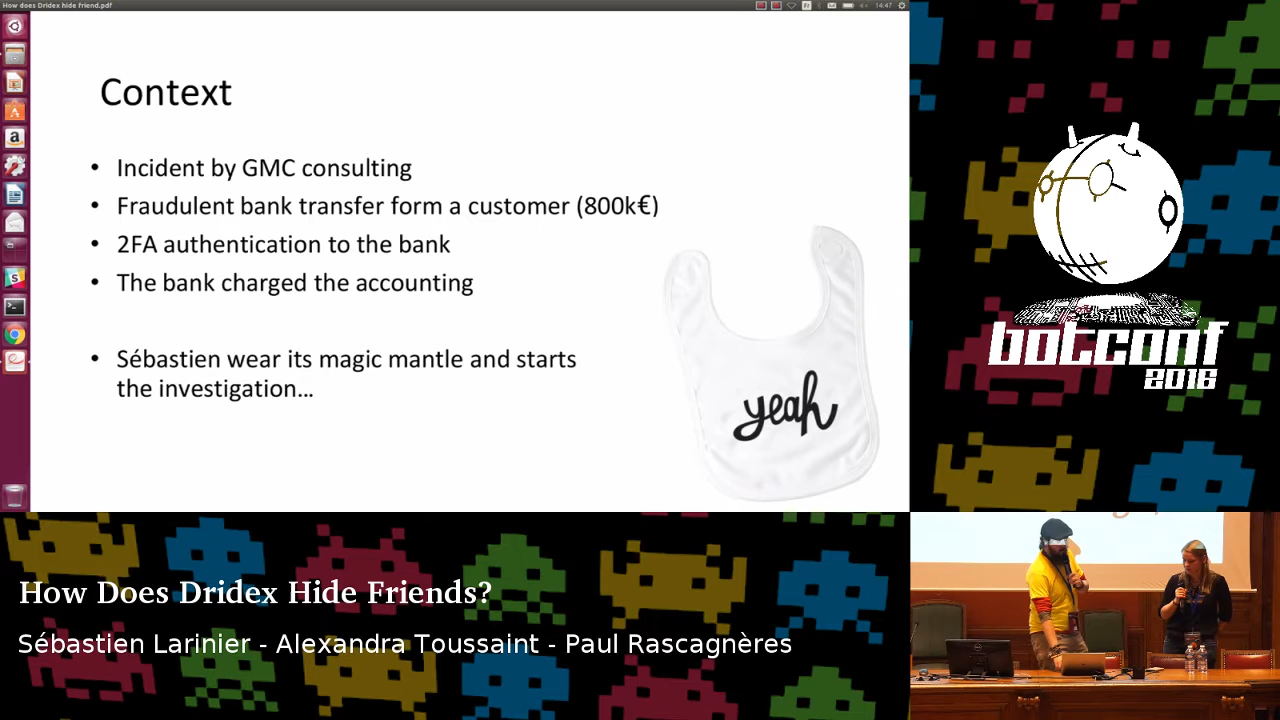 How does Dridex hide friend.pdf
Fr
14:47
Context
• Incident by GMC consulting
• Fraudulent bank transfer form a customer (800k€)
• 2FA authentication to the bank
• The bank charged the accounting
• Sébastien wear its magic mantle and starts
the investigation...
yeah
botconf
2016
How Does Dridex Hide Friends?
Sébastien Larinier - Alexandra Toussaint - Paul Rascagnères